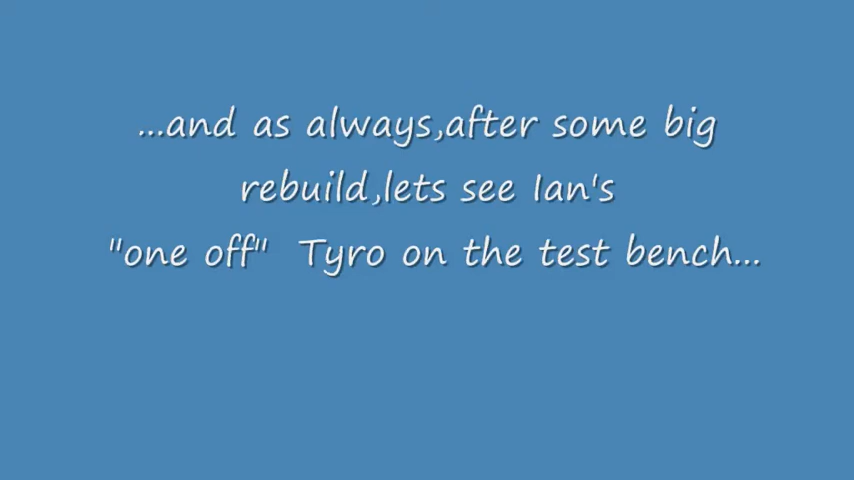 ...and as always,after some big
rebuild,lets see Ian's
"one off"  Tyro on the test bench...